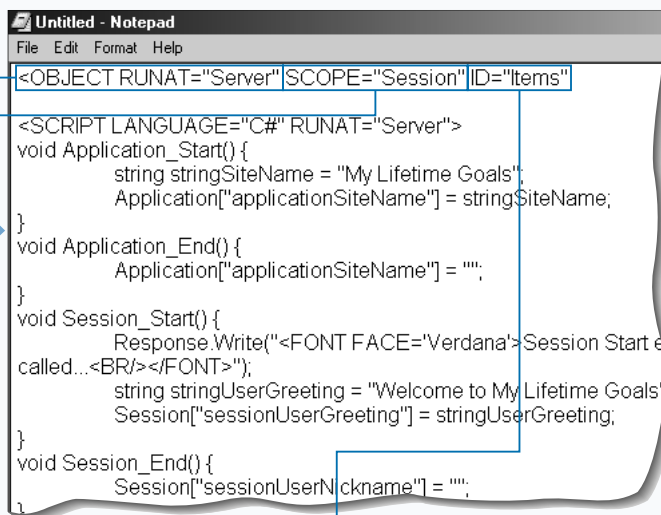 Untitled - Notepad
File Edit Format Help
<OBJECT RUNAT="Server" SCOPE="Session" ID="Items"
<SCRIPT LANGUAGE="C#" RUNAT="Server">
void Application_Start() {
string stringSiteName = "My Lifetime Goals";
Application["applicationSiteName"] = stringSiteName;
}
void Application_End() {
Application["applicationSiteName"] = "";
}
void Session_Start() {
Response.Write("<FONT FACE='Verdana'>Session Start e
called...<BR/></FONT>");
string stringUserGreeting = "Welcome to My Lifetime Goals"
Session["sessionUserGreeting"] = stringUserGreeting;
}
void Session_End() {
Session["sessionUserNickname"] = "";
}